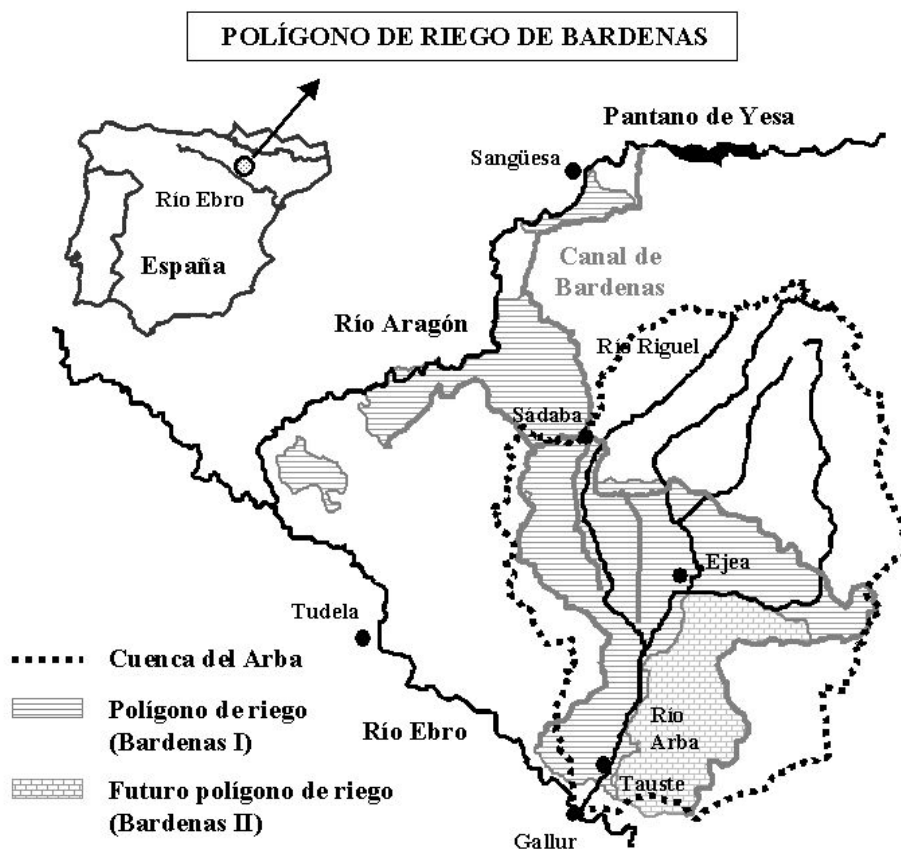 POLÍGONO DE RIEGO DE BARDENAS
Pantano de Yesa
Sangüesa
Río Ebro
España
Canal de
Bardenas
Río Aragón
Río Riguel
Sádaba
Ejea
Tudela
Cuenca del Arba
Polígono de riego
(Bardenas I)
Río Ebro
Río
Arba
Tauste
Futuro polígono de riego
(Bardenas II)
Gallur